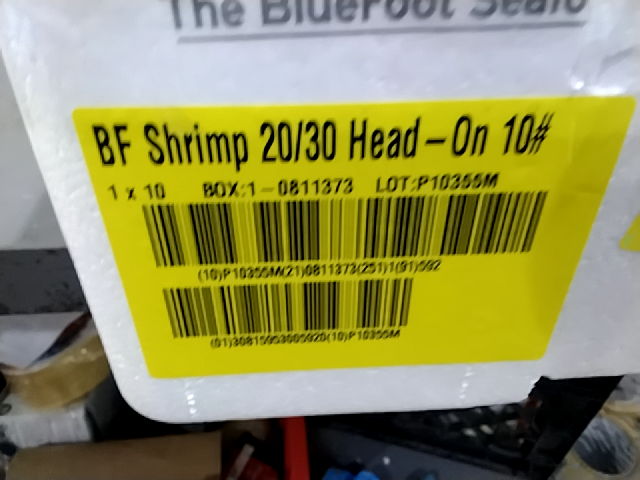 The BlueFoot Seafo
BF Shrimp 20/30 Head-On 10#
1 x 10 BOX:1-0811373 LOT:P10355M
(10)P10355M(21)0811373(251)1(91)592
(01)30815953005920(10)P10355M